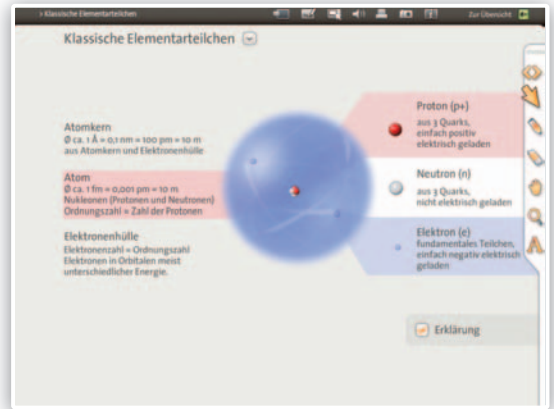 > Klassische Elementarteilchen
Zur Übersicht
Klassische Elementarteilchen
Atomkern
Ø ca. 1 Å = 0,1 nm = 100 pm = 10 m
aus Atomkern und Elektronenhülle
Atom
Ø ca. 1 fm = 0,001 pm = 10 m
Nukleonen (Protonen und Neutronen)
Ordnungszahl = Zahl der Protonen
Elektronenhülle
Elektronenzahl = Ordnungszahl
Elektronen in Orbitalen meist
unterschiedlicher Energie.
Proton (p+)
aus 3 Quarks,
einfach positiv
elektrisch geladen
Neutron (n)
aus 3 Quarks,
nicht elektrisch geladen
Elektron (e)
fundamentales Teilchen,
einfach negativ elektrisch
geladen
Erklärung